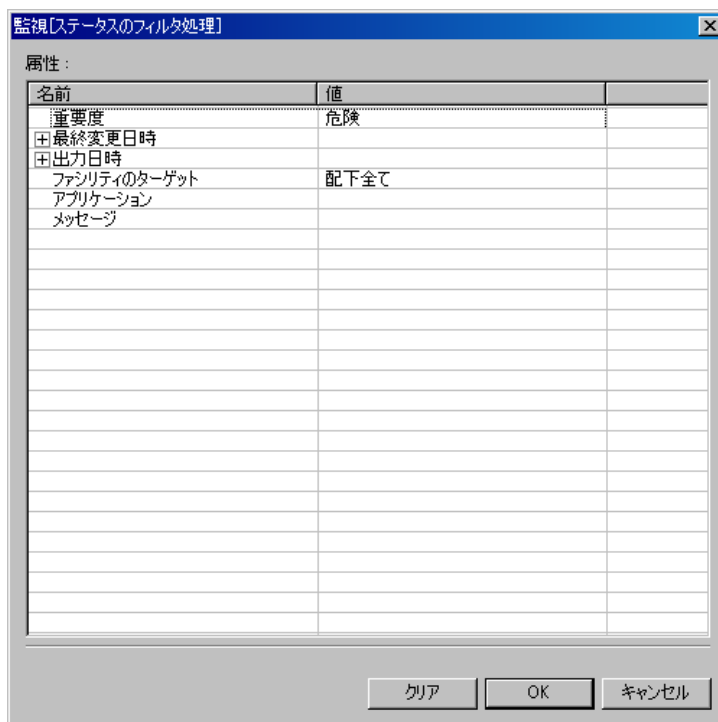 監視[ステータスのフィルタ処理]
属性：
名前 値
重要度 危険
最終変更日時
出力日時
ファシリティのターゲット 配下全て
アプリケーション
メッセージ
クリア OK キャンセル